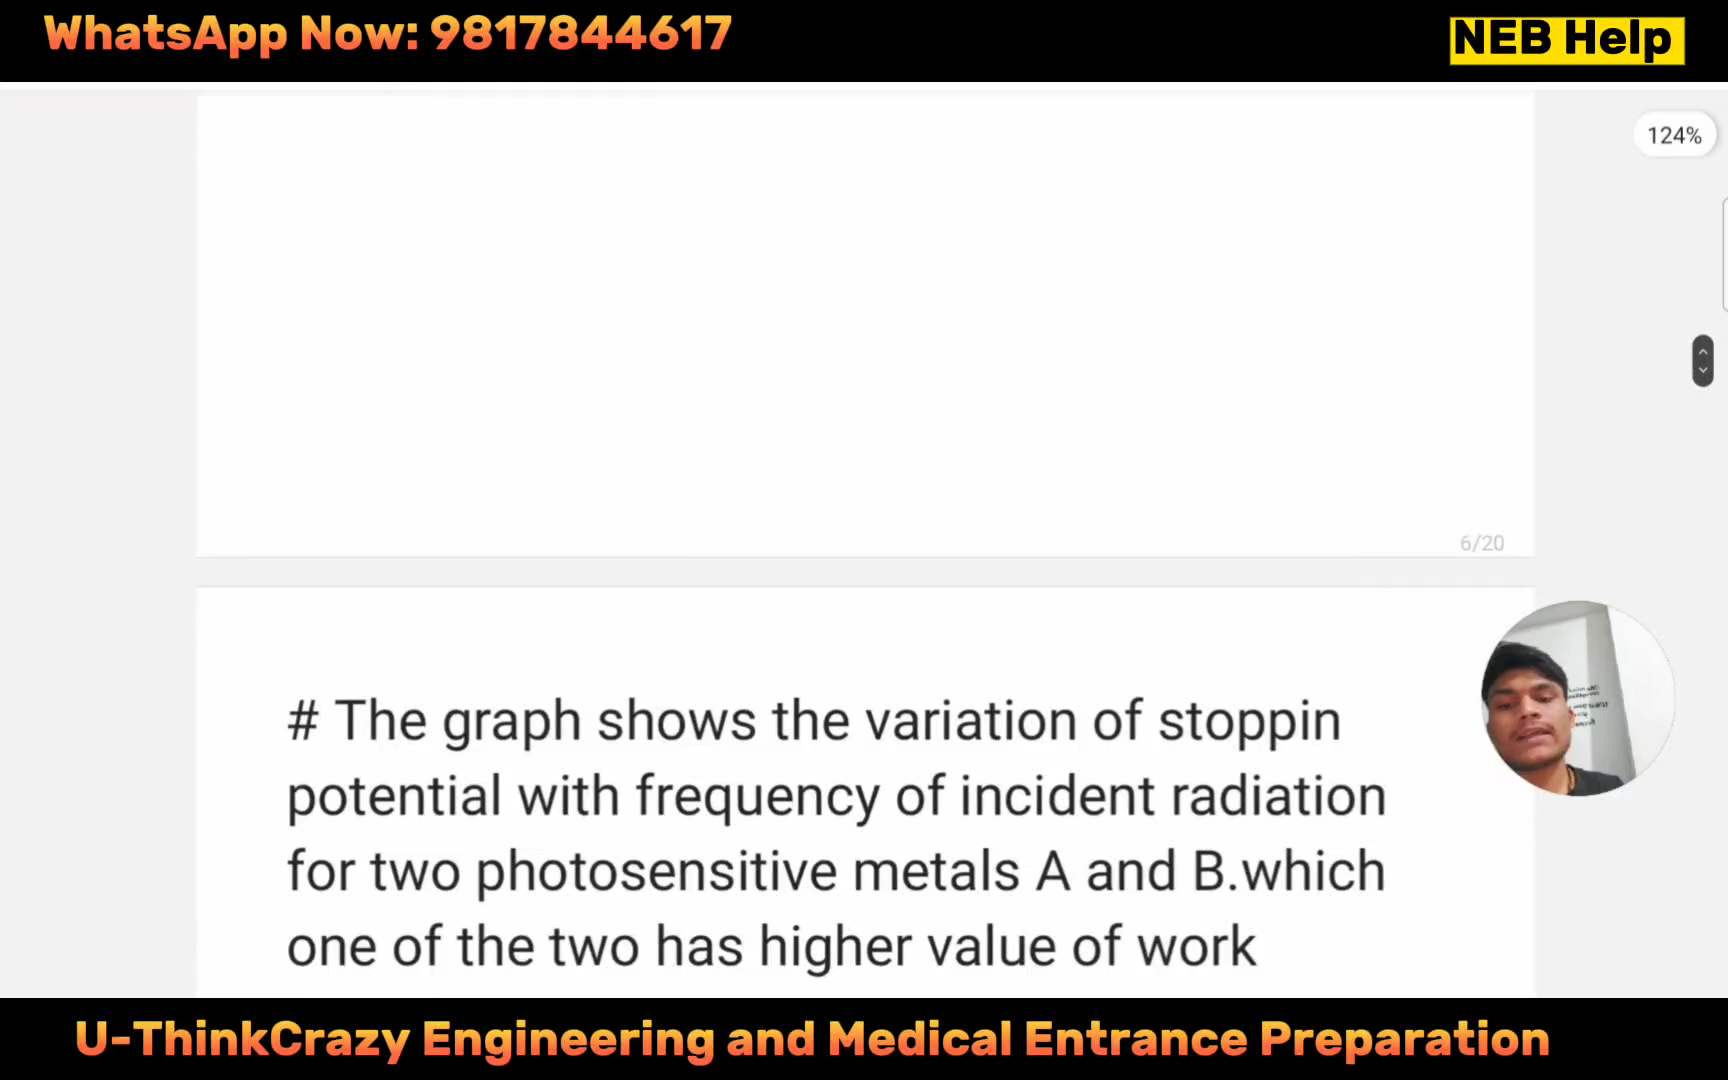 WhatsApp Now: 9817844617
NEB Help
124%
6/20
# The graph shows the variation of stoppin
potential with frequency of incident radiation
for two photosensitive metals A and B.which
one of the two has higher value of work
U-ThinkCrazy Engineering and Medical Entrance Preparation